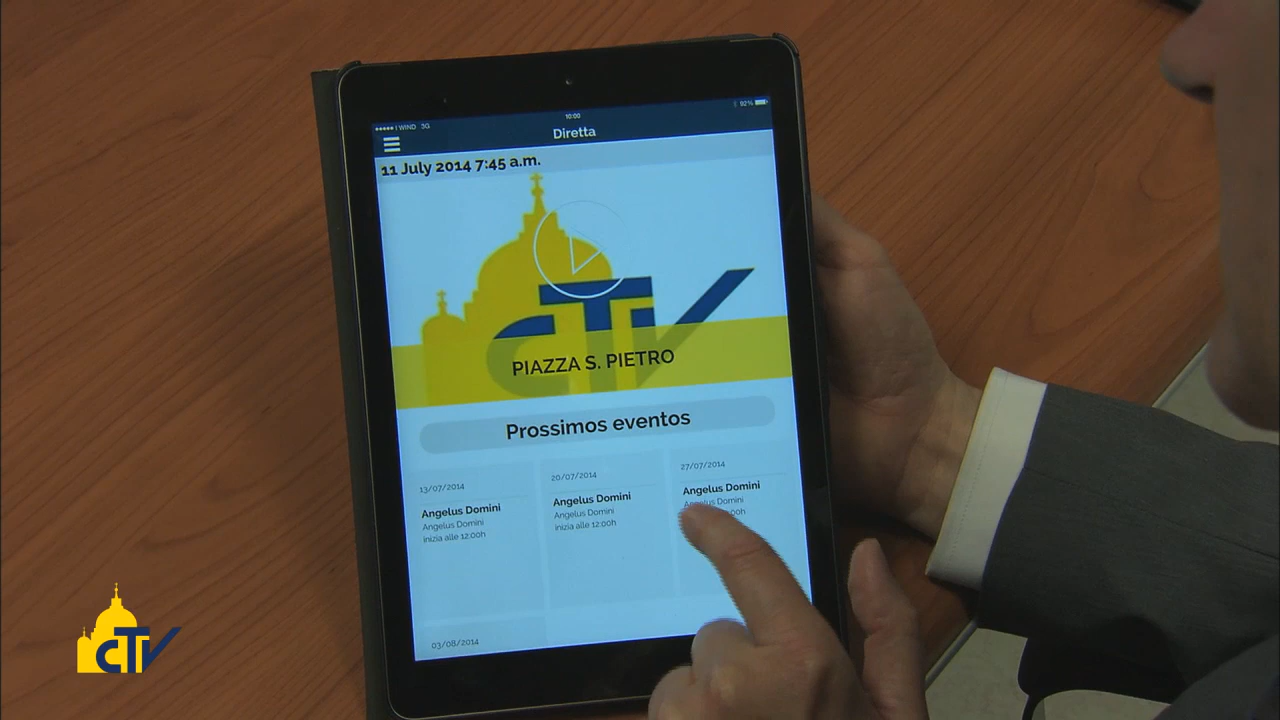 WIND 3G
10:00
92%
Diretta
11 July 2014 7:45 a.m.
CTV
PIAZZA S. PIETRO
Prossimos eventos
13/07/2014
Angelus Domini
Angelus Domini
inizia alle 12:00h
20/07/2014
Angelus Domini
Angelus Domini
inizia alle 12:00h
27/07/2014
Angelus Domini
Angelus Domini
03/08/2014
CTV